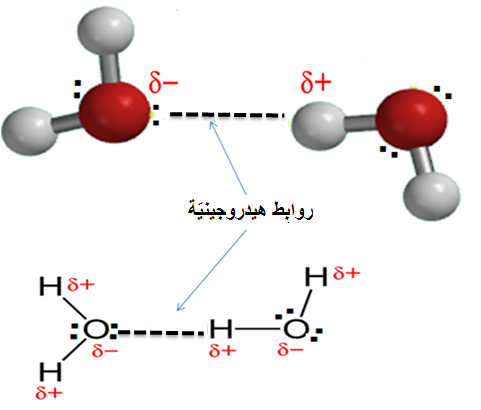 δ− δ+
روابط هيدروجينيّة
H δ+
H δ+
O H O
δ− δ+ δ−
H
δ+